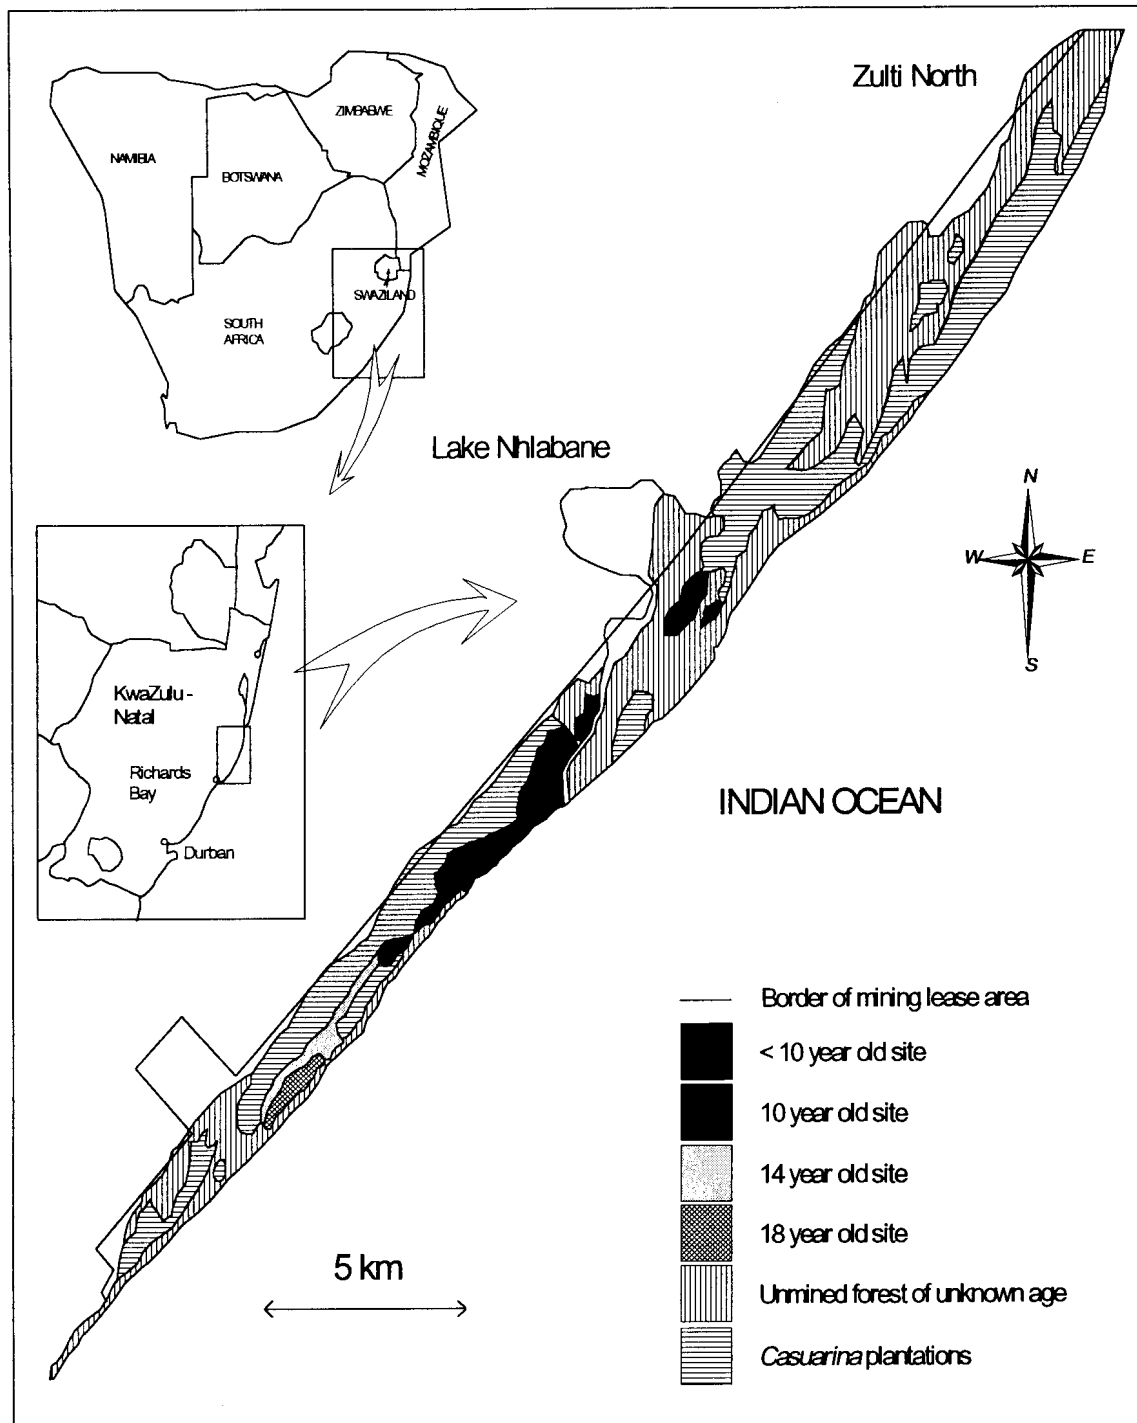 Zulti North
ZIMBABWE
MOZAMBIQUE
NAMIBIA
BOTSWANA
SWAZILAND
SOUTH
AFRICA
Lake Nhlabane
N
W
E
S
KwaZulu -
Natal
Richards
Bay
Durban
INDIAN OCEAN
Border of mining lease area
< 10 year old site
10 year old site
14 year old site
18 year old site
Unmined forest of unknown age
Casuarina plantations
5 km